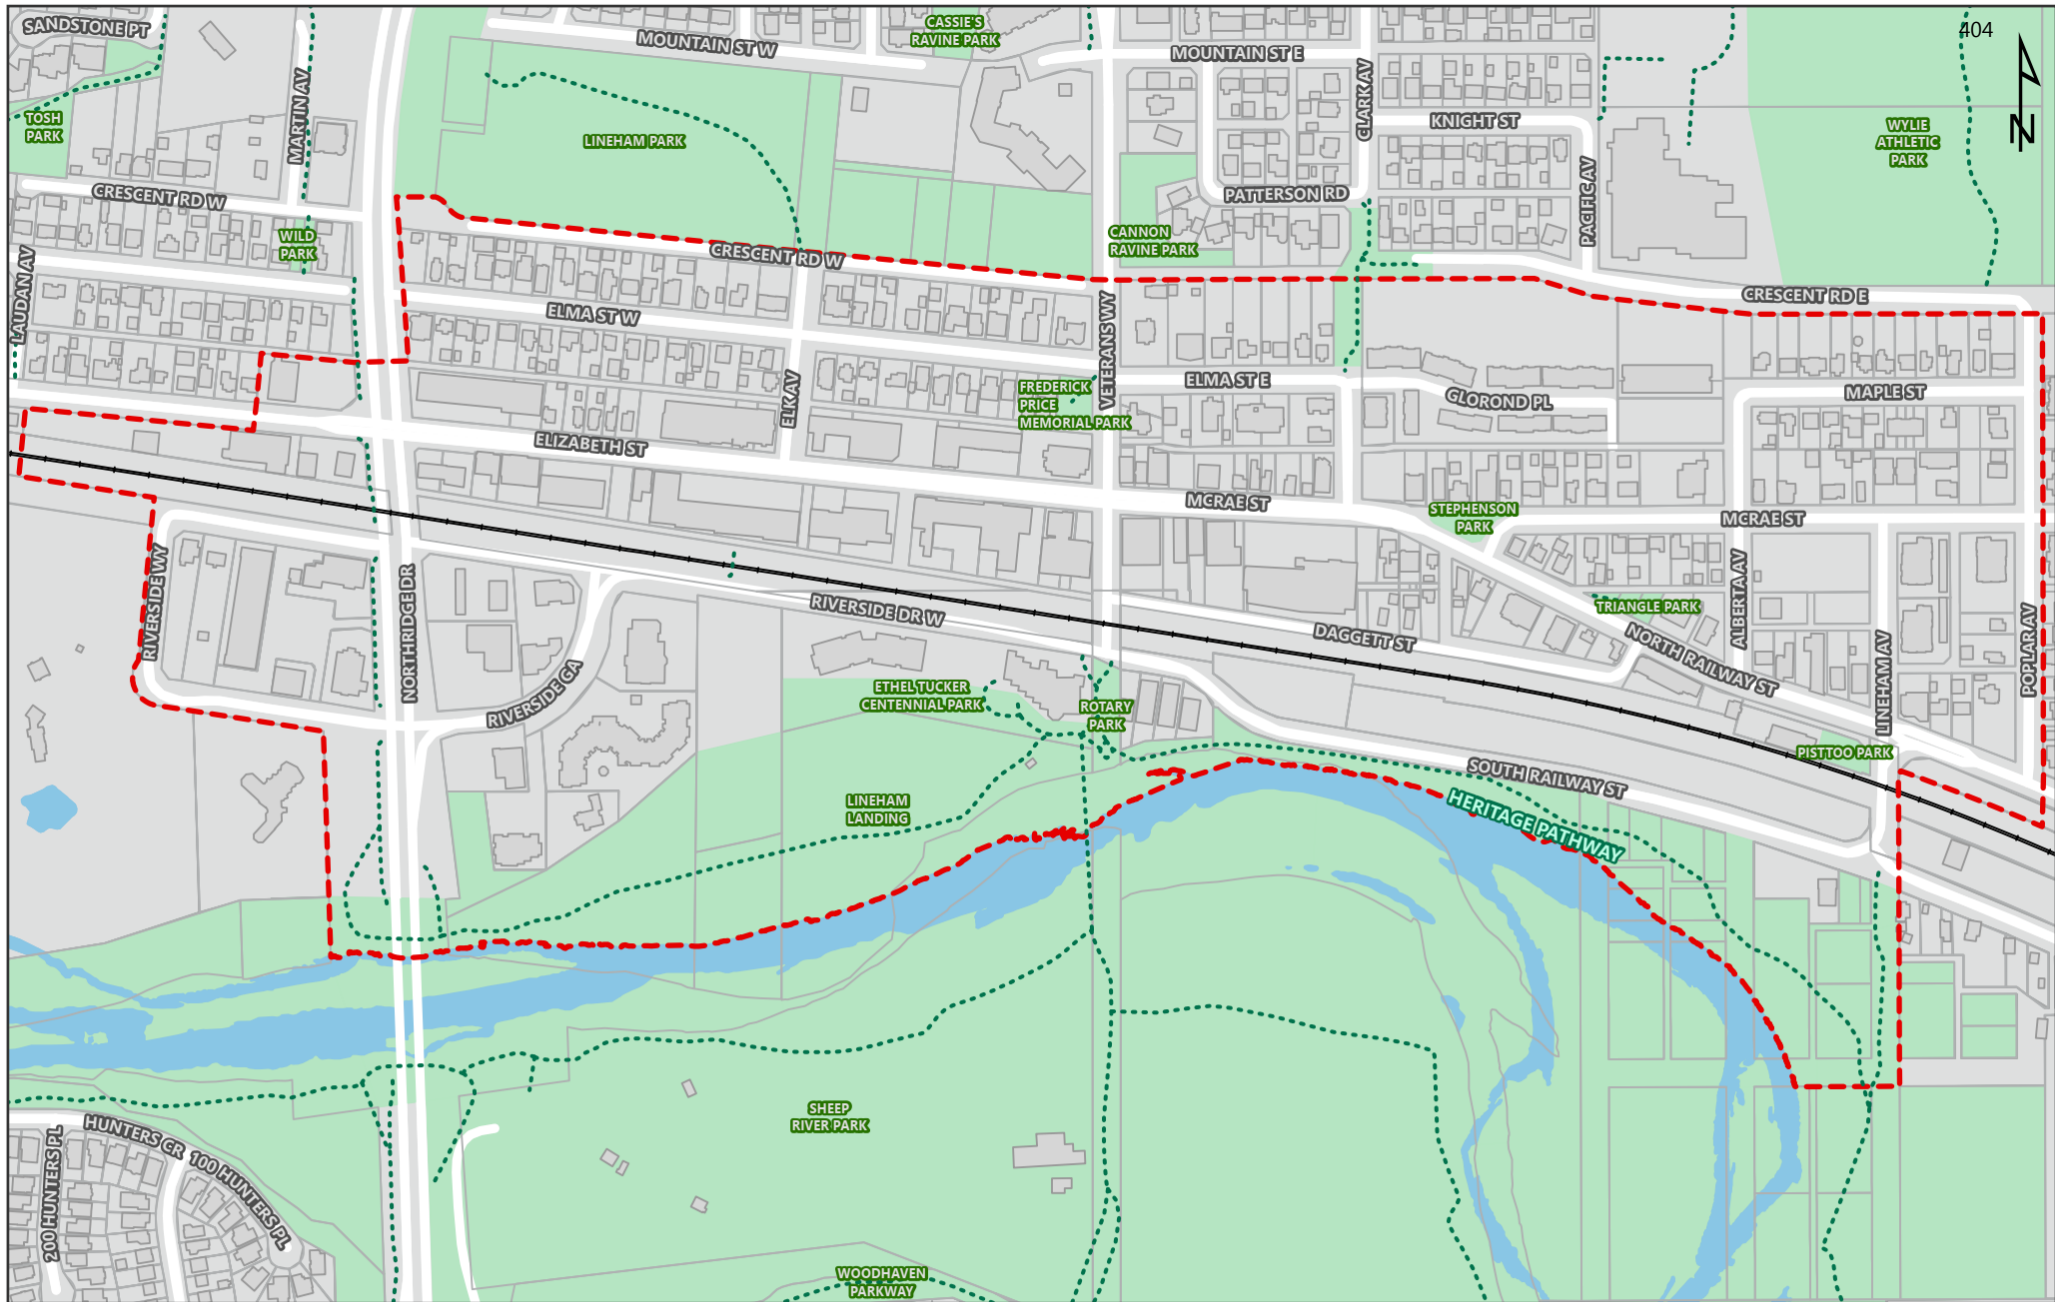 SANDSTONE PT
CASSIE'S
RAVINE PARK
MOUNTAIN ST W
MOUNTAIN ST E
404
N
TOSH
PARK
MARTIN AV
LINEHAM PARK
CLARK AV
KNIGHT ST
WYLIE
ATHLETIC
PARK
CRESCENT RD W
PATTERSON RD
PACIFIC AV
WILD
PARK
CANNON
RAVINE PARK
CRESCENT RD W
LAUDAN AV
ELMA ST W
CRESCENT RD E
VETERANS WY
ELK AV
FREDERICK
PRICE
MEMORIAL PARK
ELMA ST E
GLOROND PL
MAPLE ST
ELIZABETH ST
MCRAE ST
STEPHENSON
PARK
MCRAE ST
RIVERSIDE WY
NORTHRIDGE DR
RIVERSIDE DR W
DAGGETT ST
TRIANGLE PARK
ALBERTA AV
NORTH RAILWAY ST
LINEHAM AV
POPLAR AV
RIVERSIDE GA
ETHEL TUCKER
CENTENNIAL PARK
ROTARY
PARK
PISTTOO PARK
SOUTH RAILWAY ST
LINEHAM
LANDING
HERITAGE PATHWAY
SHEEP
RIVER PARK
HUNTERS CR
100 HUNTERS PL
200 HUNTERS PL
WOODHAVEN
PARKWAY